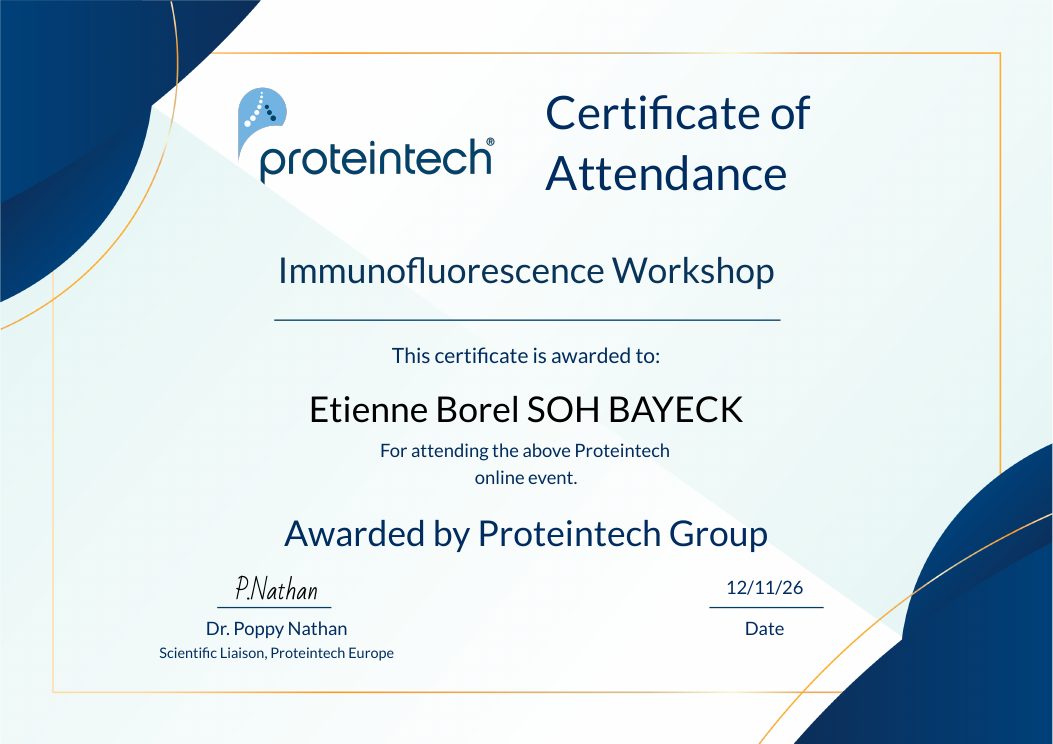 proteintech®
Certificate of
Attendance
Immunofluorescence Workshop
This certificate is awarded to:
Etienne Borel SOH BAYECK
For attending the above Proteintech
online event.
Awarded by Proteintech Group
P.Nathan
12/11/26
Dr. Poppy Nathan
Date
Scientific Liaison, Proteintech Europe